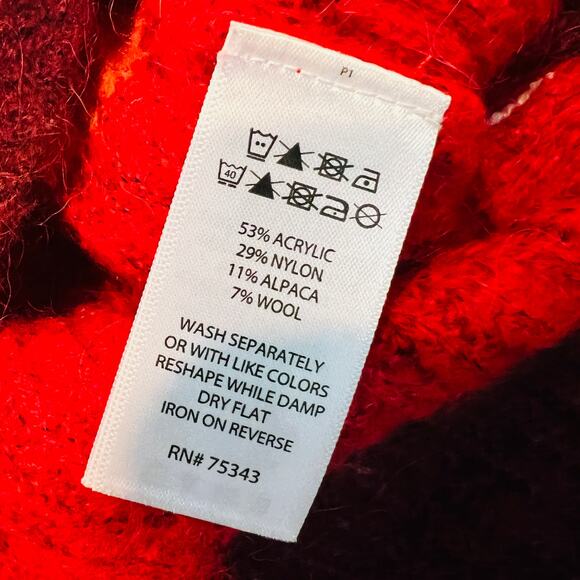 P1
40
53% ACRYLIC
29% NYLON
11% ALPACA
7% WOOL
WASH SEPARATELY
OR WITH LIKE COLORS
RESHAPE WHILE DAMP
DRY FLAT
IRON ON REVERSE
RN# 75343